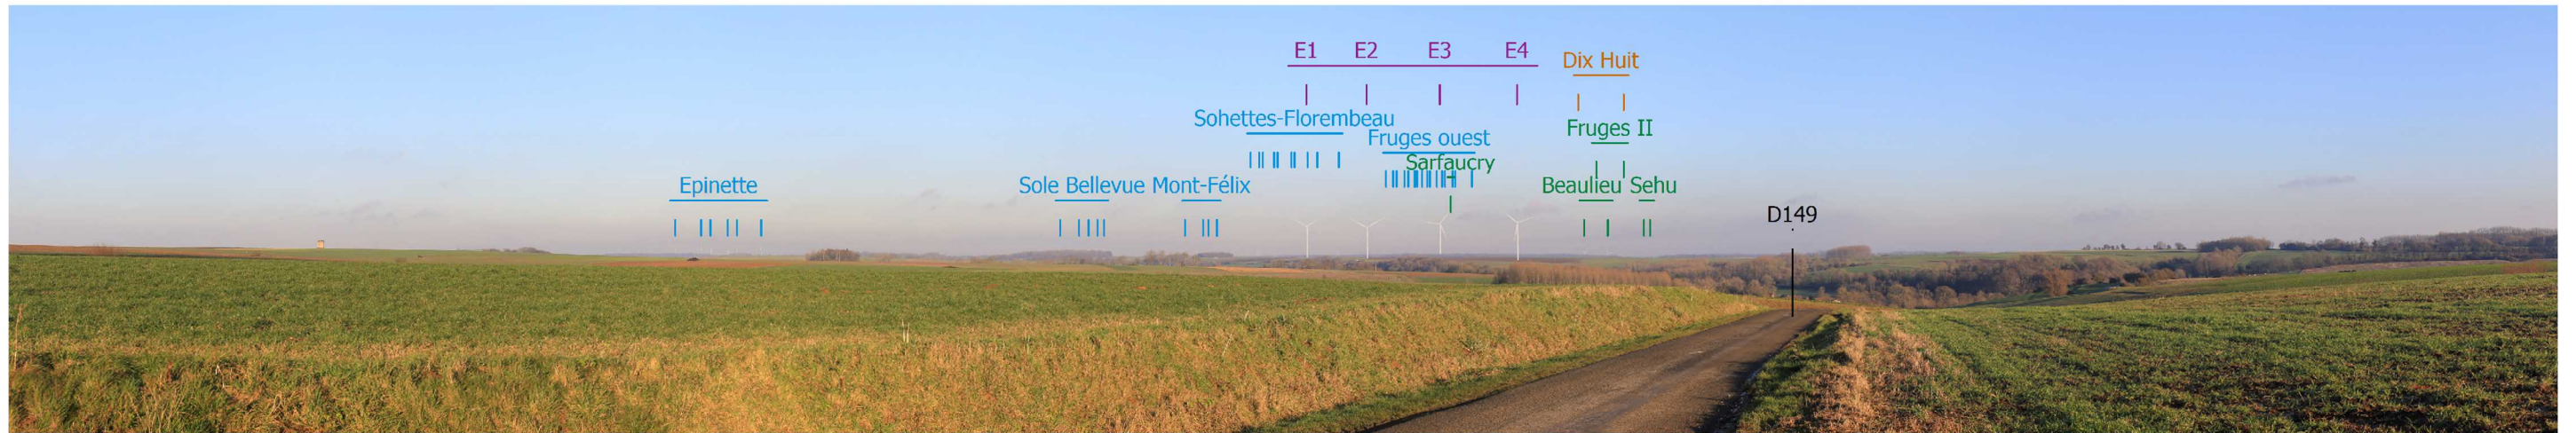 E1 E2 E3 E4
Dix Huit
Sohettes-Florembeau
Fruges II
Fruges ouest
Sarfaucry
Epinette
Sole Bellevue Mont-Félix
Beaulieu Sehu
D149